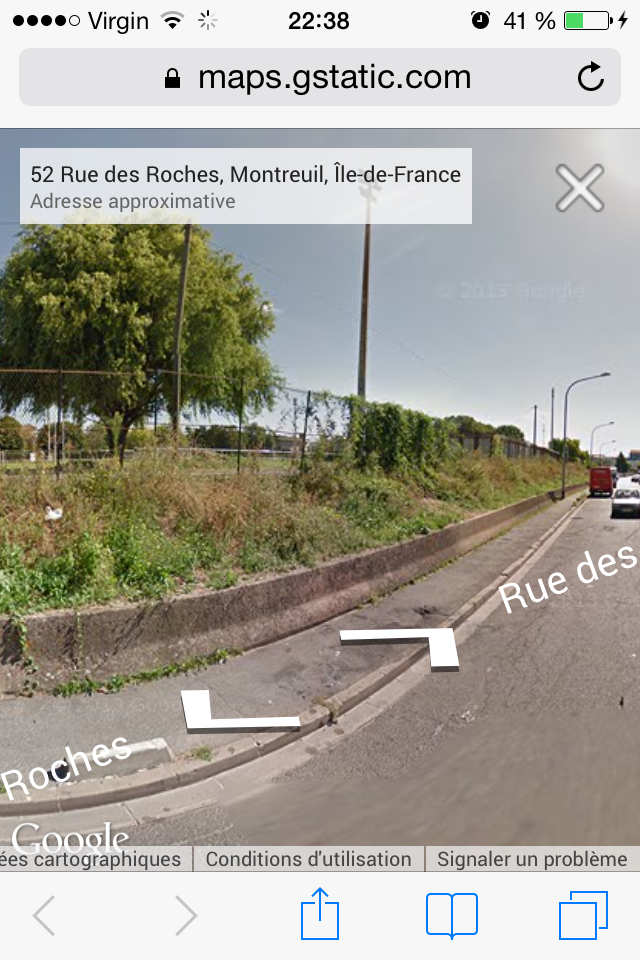 Virgin 22:38 41 %
maps.gstatic.com
52 Rue des Roches, Montreuil, Île-de-France
Adresse approximative
© 2013 Google
Rue des
Roches
Google
ées cartographiques Conditions d'utilisation Signaler un problème